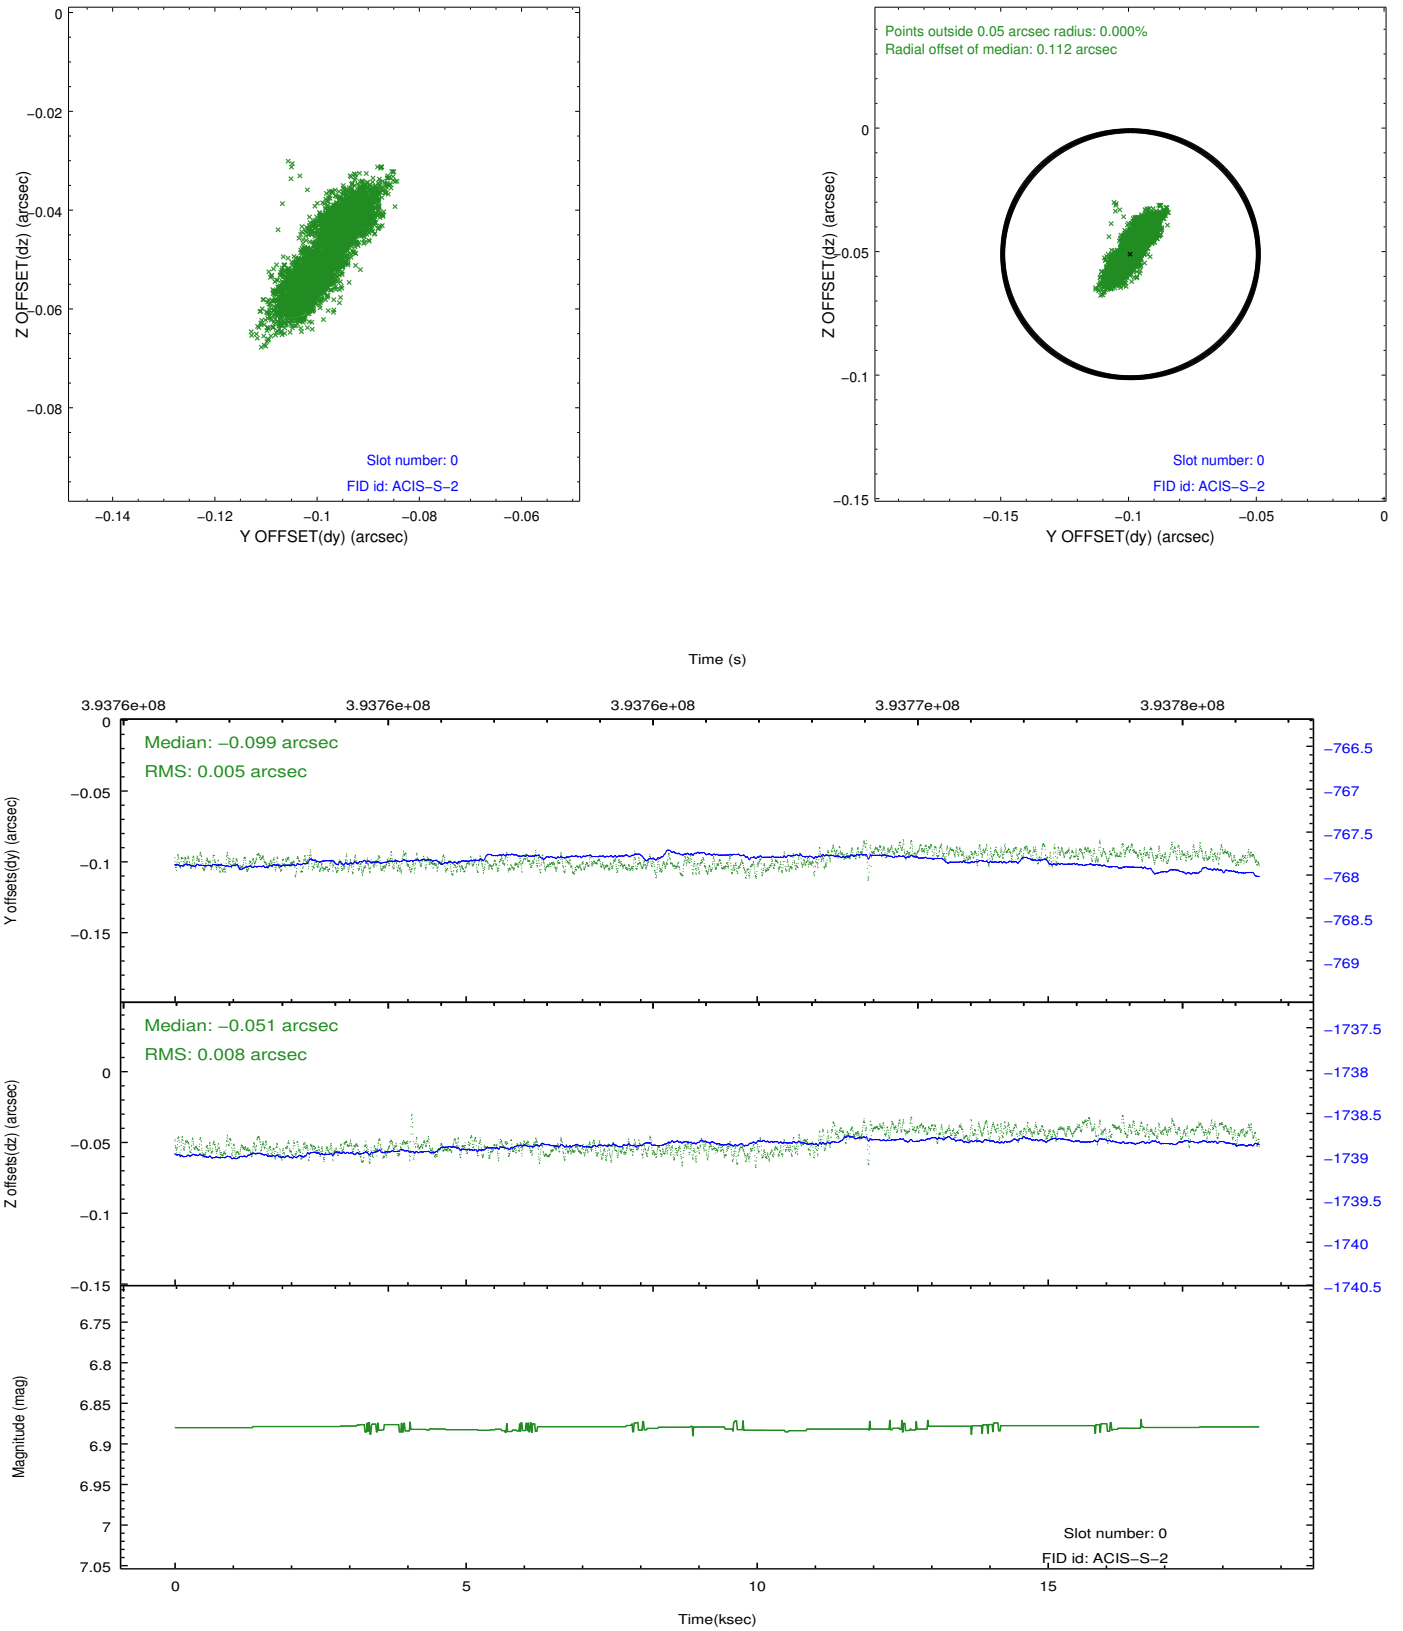 0
−0.02
−0.04
−0.06
−0.08
Z OFFSET(dz) (arcsec)
Slot number: 0
FID id: ACIS−S−2
−0.14
−0.12
−0.1
−0.08
−0.06
Y OFFSET(dy) (arcsec)
Points outside 0.05 arcsec radius: 0.000%
Radial offset of median: 0.112 arcsec
0
−0.05
−0.1
−0.15
Z OFFSET(dz) (arcsec)
Slot number: 0
FID id: ACIS−S−2
−0.15
−0.1
−0.05
0
Y OFFSET(dy) (arcsec)
Time (s)
3.9376e+08
3.9376e+08
3.9376e+08
3.9377e+08
3.9378e+08
Median: −0.099 arcsec
RMS: 0.005 arcsec
0
−0.05
−0.1
−0.15
Y offsets(dy) (arcsec)
−766.5
−767
−767.5
−768
−768.5
−769
Median: −0.051 arcsec
RMS: 0.008 arcsec
0
−0.05
−0.1
−0.15
Z offsets(dz) (arcsec)
−1737.5
−1738
−1738.5
−1739
−1739.5
−1740
−1740.5
6.75
6.8
6.85
6.9
6.95
7
7.05
Magnitude (mag)
Slot number: 0
FID id: ACIS−S−2
0
5
10
15
Time(ksec)